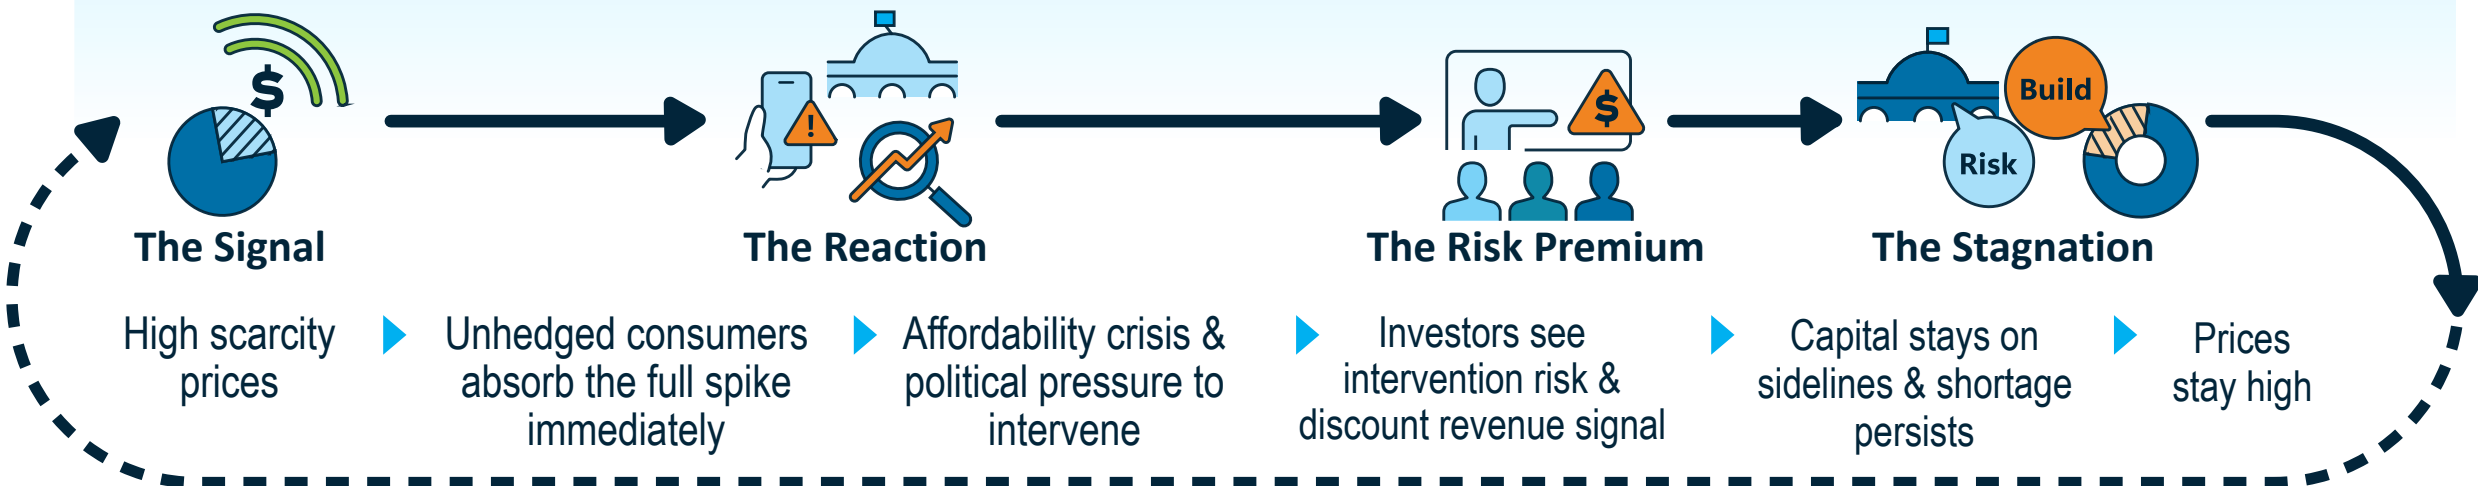 $
!
$
Build
Risk
The Signal
The Reaction
The Risk Premium
The Stagnation
High scarcity
prices
Unhedged consumers
absorb the full spike
immediately
Affordability crisis &
political pressure to
intervene
Investors see
intervention risk &
discount revenue signal
Capital stays on
sidelines & shortage
persists
Prices
stay high